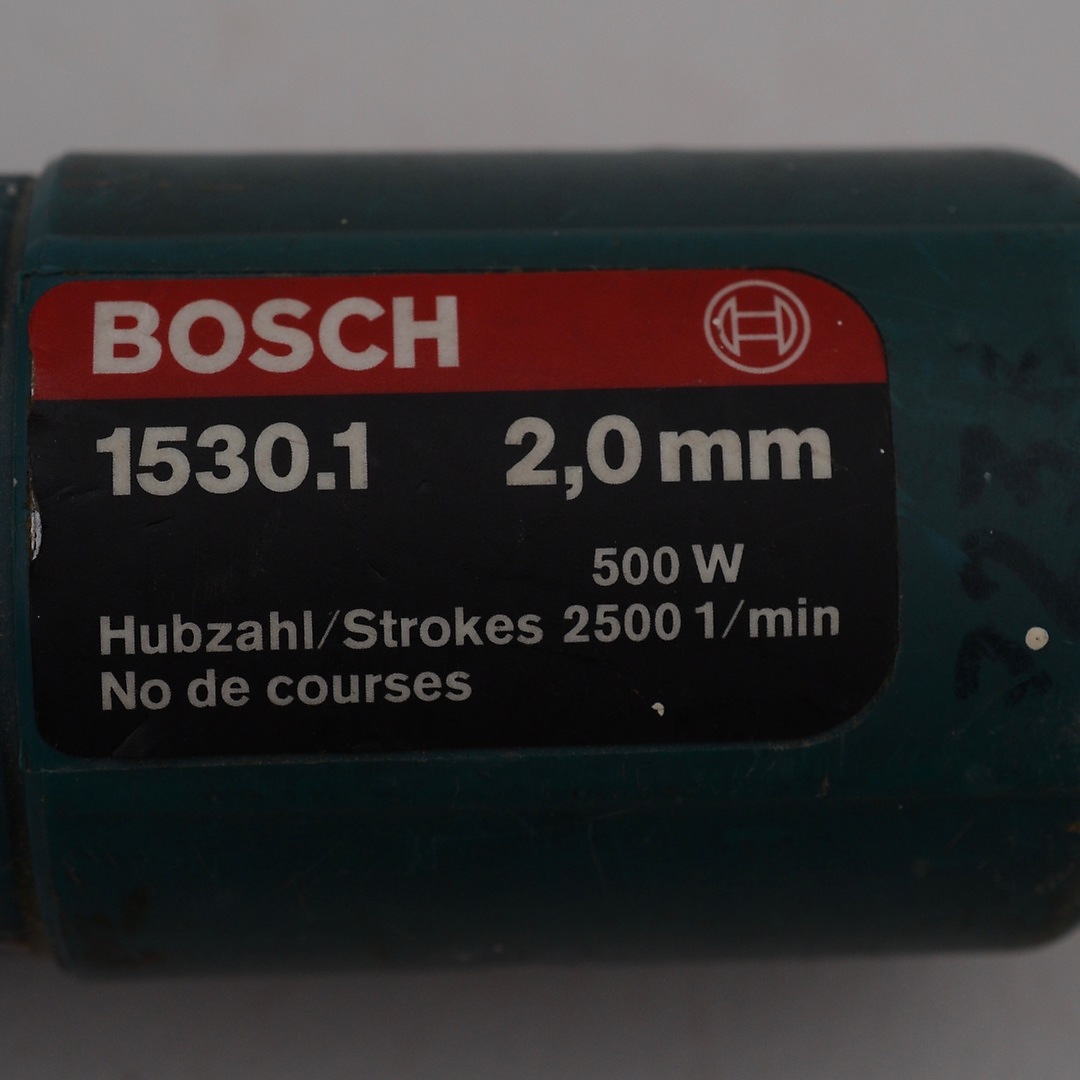 BOSCH
1530.1 2,0 mm
500 W
Hubzahl/Strokes 2500 1/min
No de courses